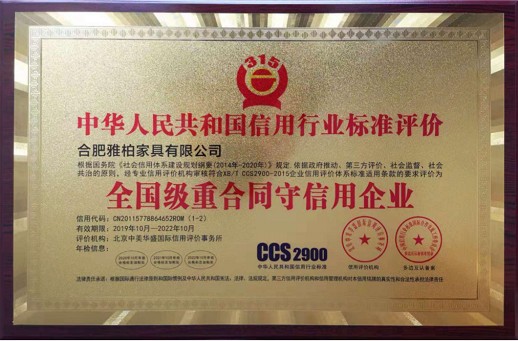 315
中华人民共和国信用行业标准评价
合肥雅柏家具有限公司
根据国务院《社会信用体系建设规划纲要(2014年-2020年)》规定,依据政府推动、第三方评价、社会监督、社会
共治的原则,经专业信用评价机构审核符合XB/T CCS2900-2015企业信用评价体系标准适用条款的要求评价为
全国级重合同守信用企业
信用代码:CN20115778864652ROM (1-2)
有效期限:2019年10月—2022年10月
评价机构:北京中美华盛国际信用评价事务所
年检信息:
CCS2900
中华人民共和国信用行业标准
信用评价机构